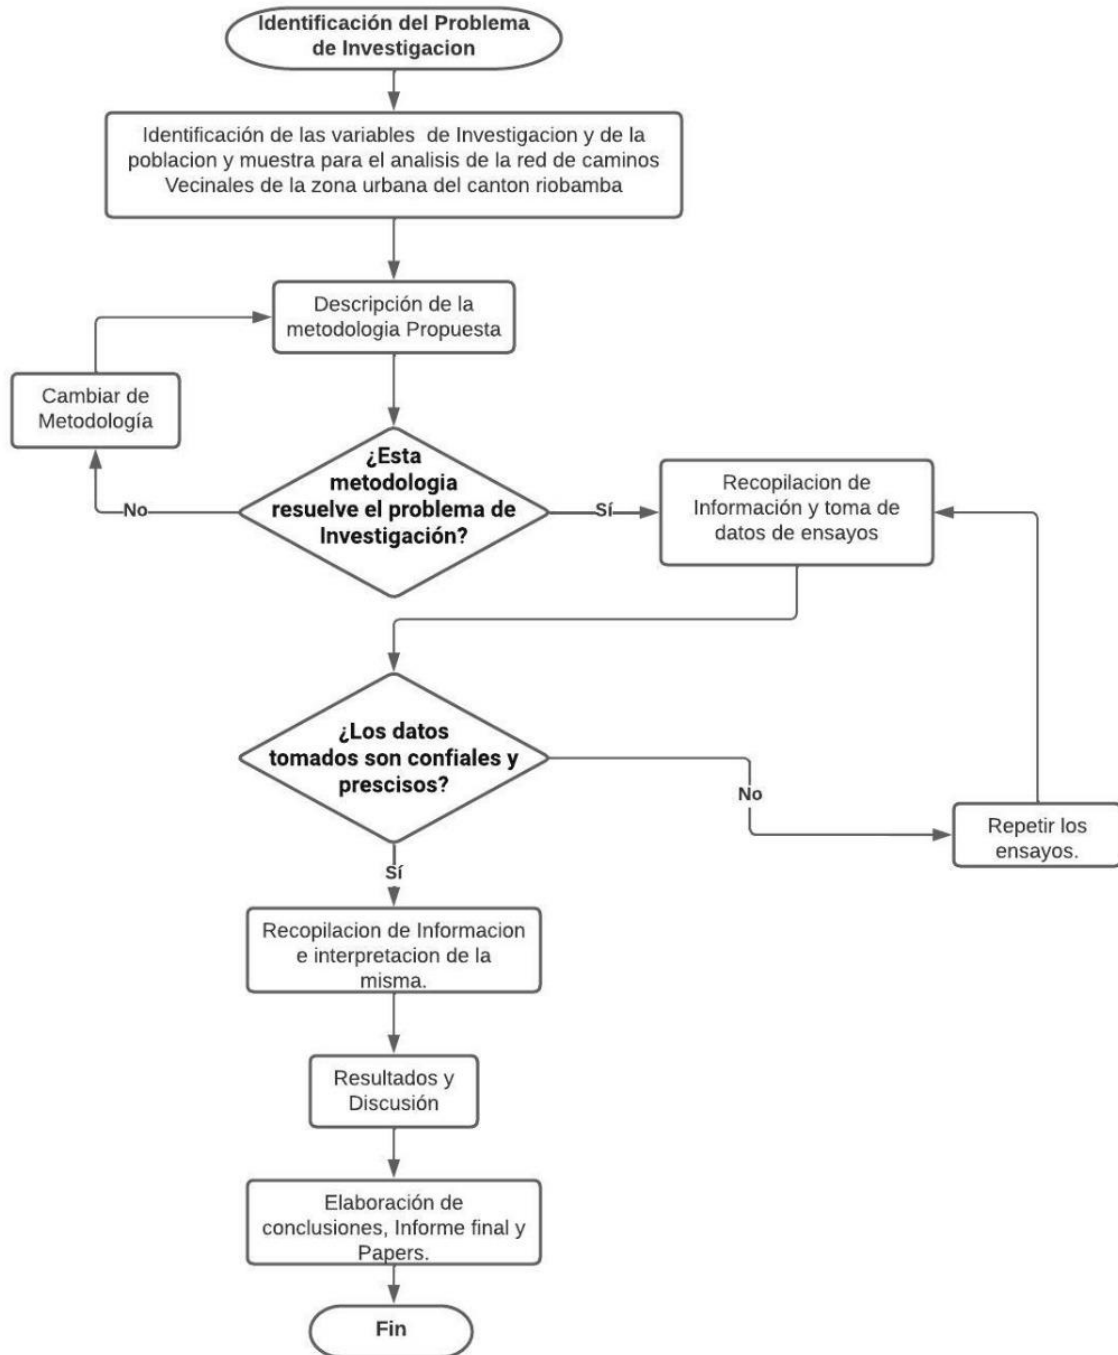 Identificación del Problema
de Investigacion
Identificación de las variables de Investigacion y de la
poblacion y muestra para el analisis de la red de caminos
Vecinales de la zona urbana del canton riobamba
Descripción de la
metodologia Propuesta
Cambiar de
Metodología
¿Esta
metodologia
resuelve el problema de
Investigación?
No
Sí
Recopilacion de
Información y toma de
datos de ensayos
¿Los datos
tomados son confiales y
prescisos?
No
Repetir los
ensayos.
Sí
Recopilacion de Informacion
e interpretacion de la
misma.
Resultados y
Discusión
Elaboración de
conclusiones, Informe final y
Papers.
Fin